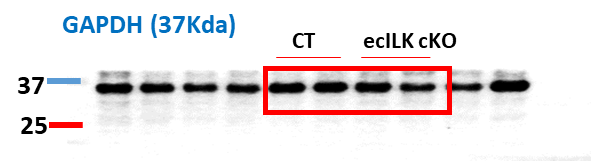 GAPDH (37Kda)
CT ecILK cKO
37
25